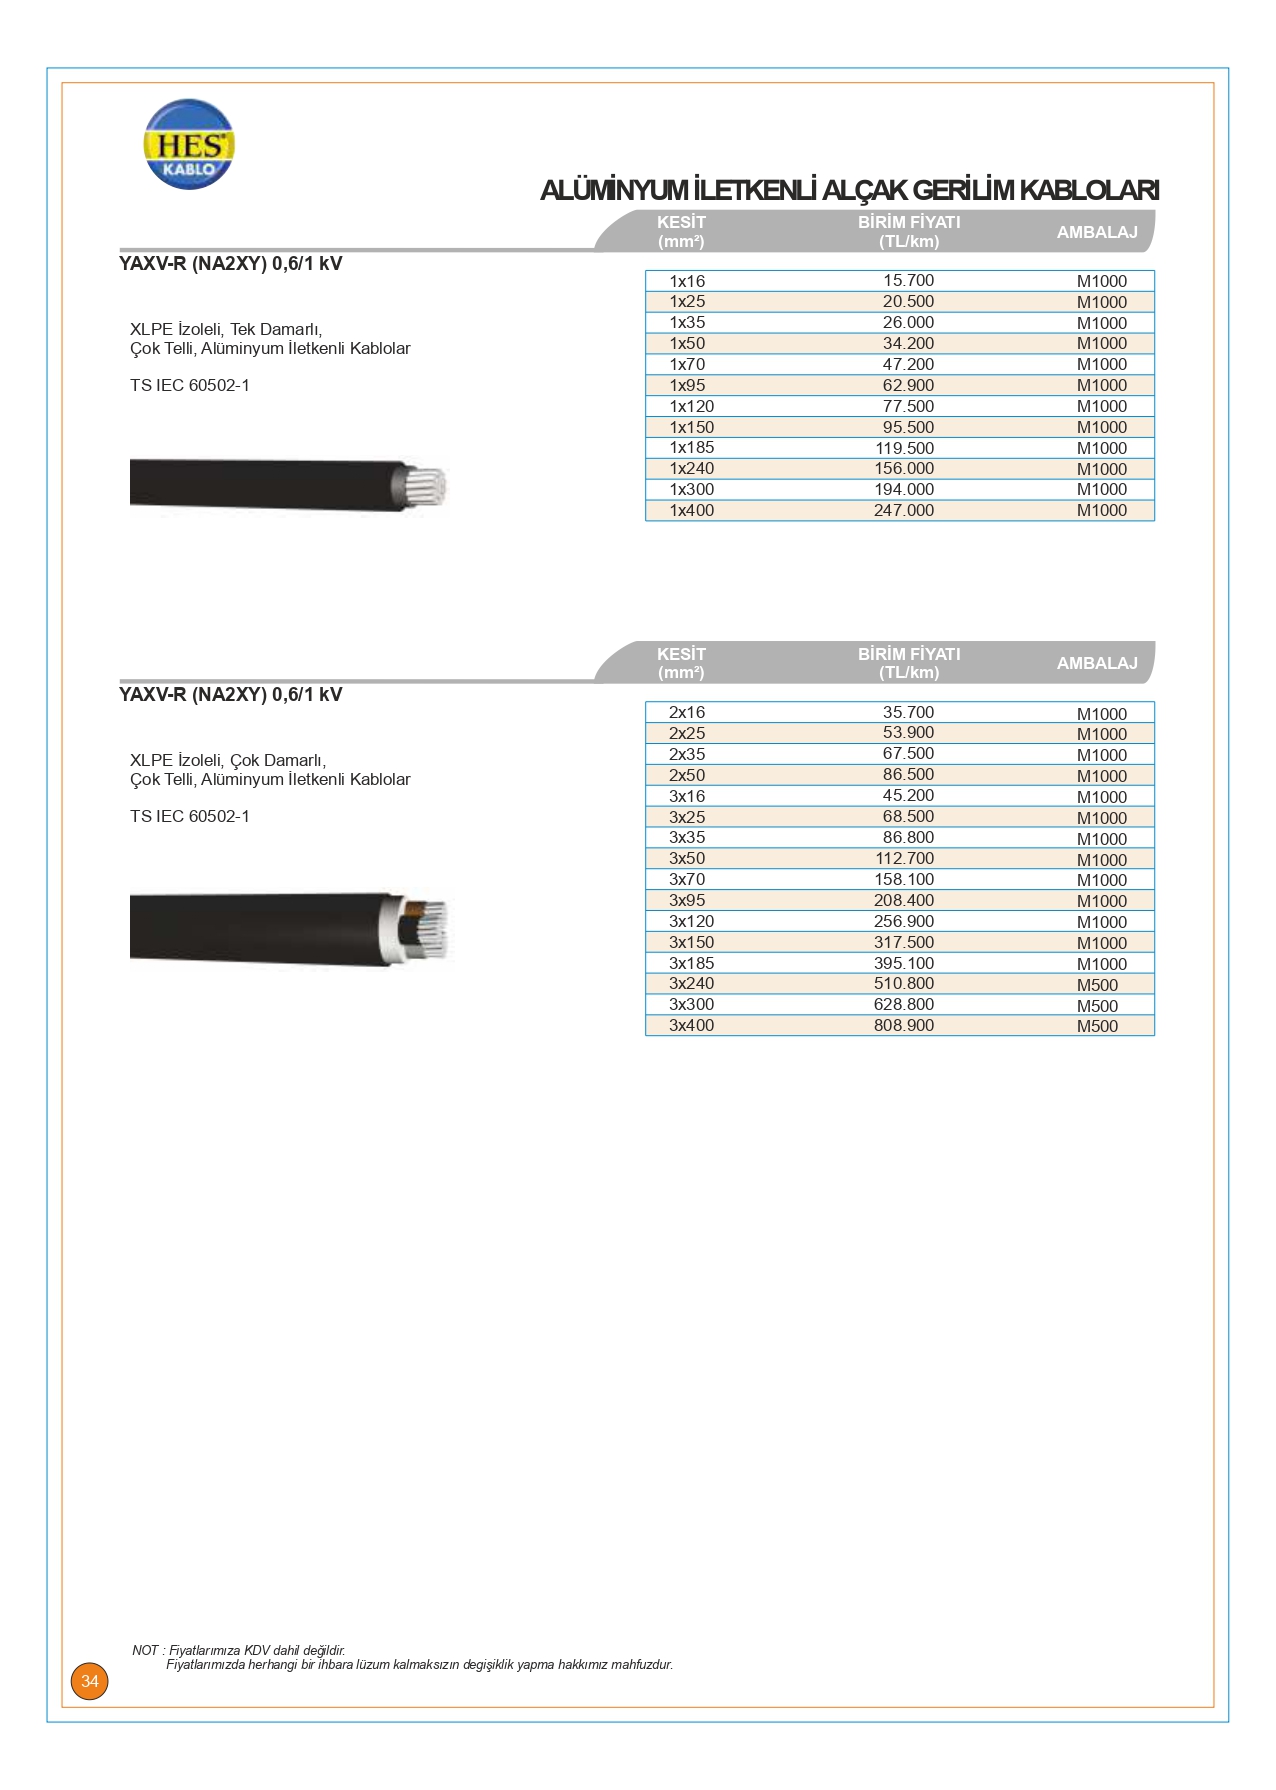 HES®
KABLO
ALÜMİNYUM İLETKENLİ ALÇAK GERİLİM KABLOLARI
KESİT BİRİM FİYATI AMBALAJ
(mm²) (TL/km)
YAXV-R (NA2XY) 0,6/1 kV
XLPE İzoleli, Tek Damarlı,
Çok Telli, Alüminyum İletkenli Kablolar
TS IEC 60502-1
1x16 15.700 M1000
1x25 20.500 M1000
1x35 26.000 M1000
1x50 34.200 M1000
1x70 47.200 M1000
1x95 62.900 M1000
1x120 77.500 M1000
1x150 95.500 M1000
1x185 119.500 M1000
1x240 156.000 M1000
1x300 194.000 M1000
1x400 247.000 M1000
KESİT BİRİM FİYATI AMBALAJ
(mm²) (TL/km)
YAXV-R (NA2XY) 0,6/1 kV
XLPE İzoleli, Çok Damarlı,
Çok Telli, Alüminyum İletkenli Kablolar
TS IEC 60502-1
2x16 35.700 M1000
2x25 53.900 M1000
2x35 67.500 M1000
2x50 86.500 M1000
3x16 45.200 M1000
3x25 68.500 M1000
3x35 86.800 M1000
3x50 112.700 M1000
3x70 158.100 M1000
3x95 208.400 M1000
3x120 256.900 M1000
3x150 317.500 M1000
3x185 395.100 M1000
3x240 510.800 M500
3x300 628.800 M500
3x400 808.900 M500
NOT : Fiyatlarımıza KDV dahil değildir.
Fiyatlarımızda herhangi bir ihbara lüzum kalmaksızın degişiklik yapma hakkımız mahfuzdur.
34